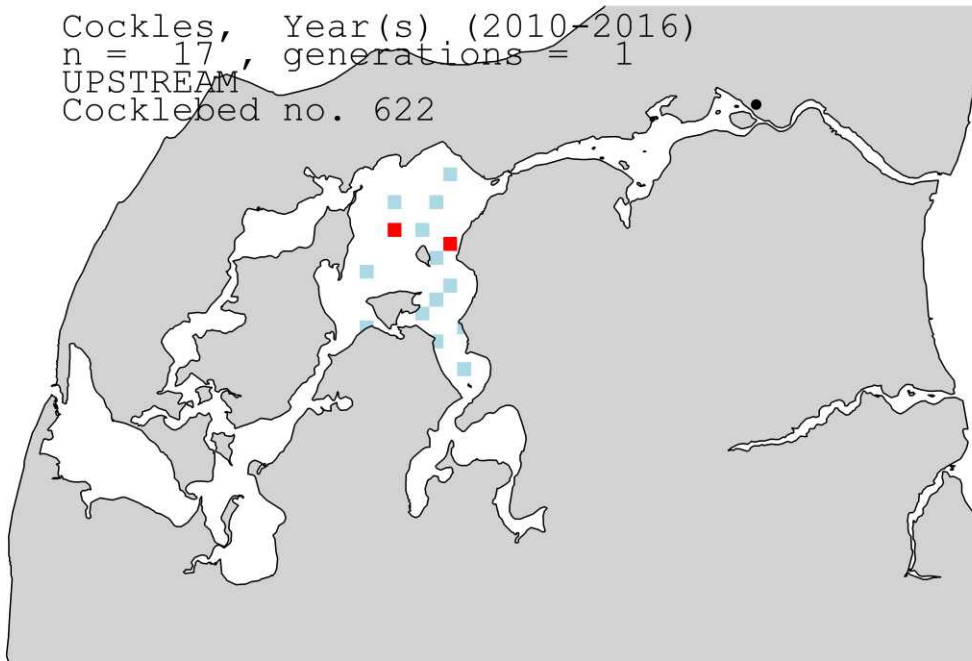 Cockles, Year(s) (2010-2016)
n = 17, generations = 1
UPSTREAM
Cocklebed no. 622